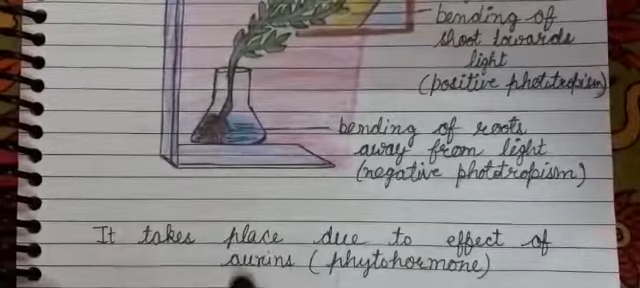 bending of
shoot towards
light
(positive phototropism)
bending of roots
away from light
(negative phototropism)
It takes place due to effect of
auxins (phytohormone)